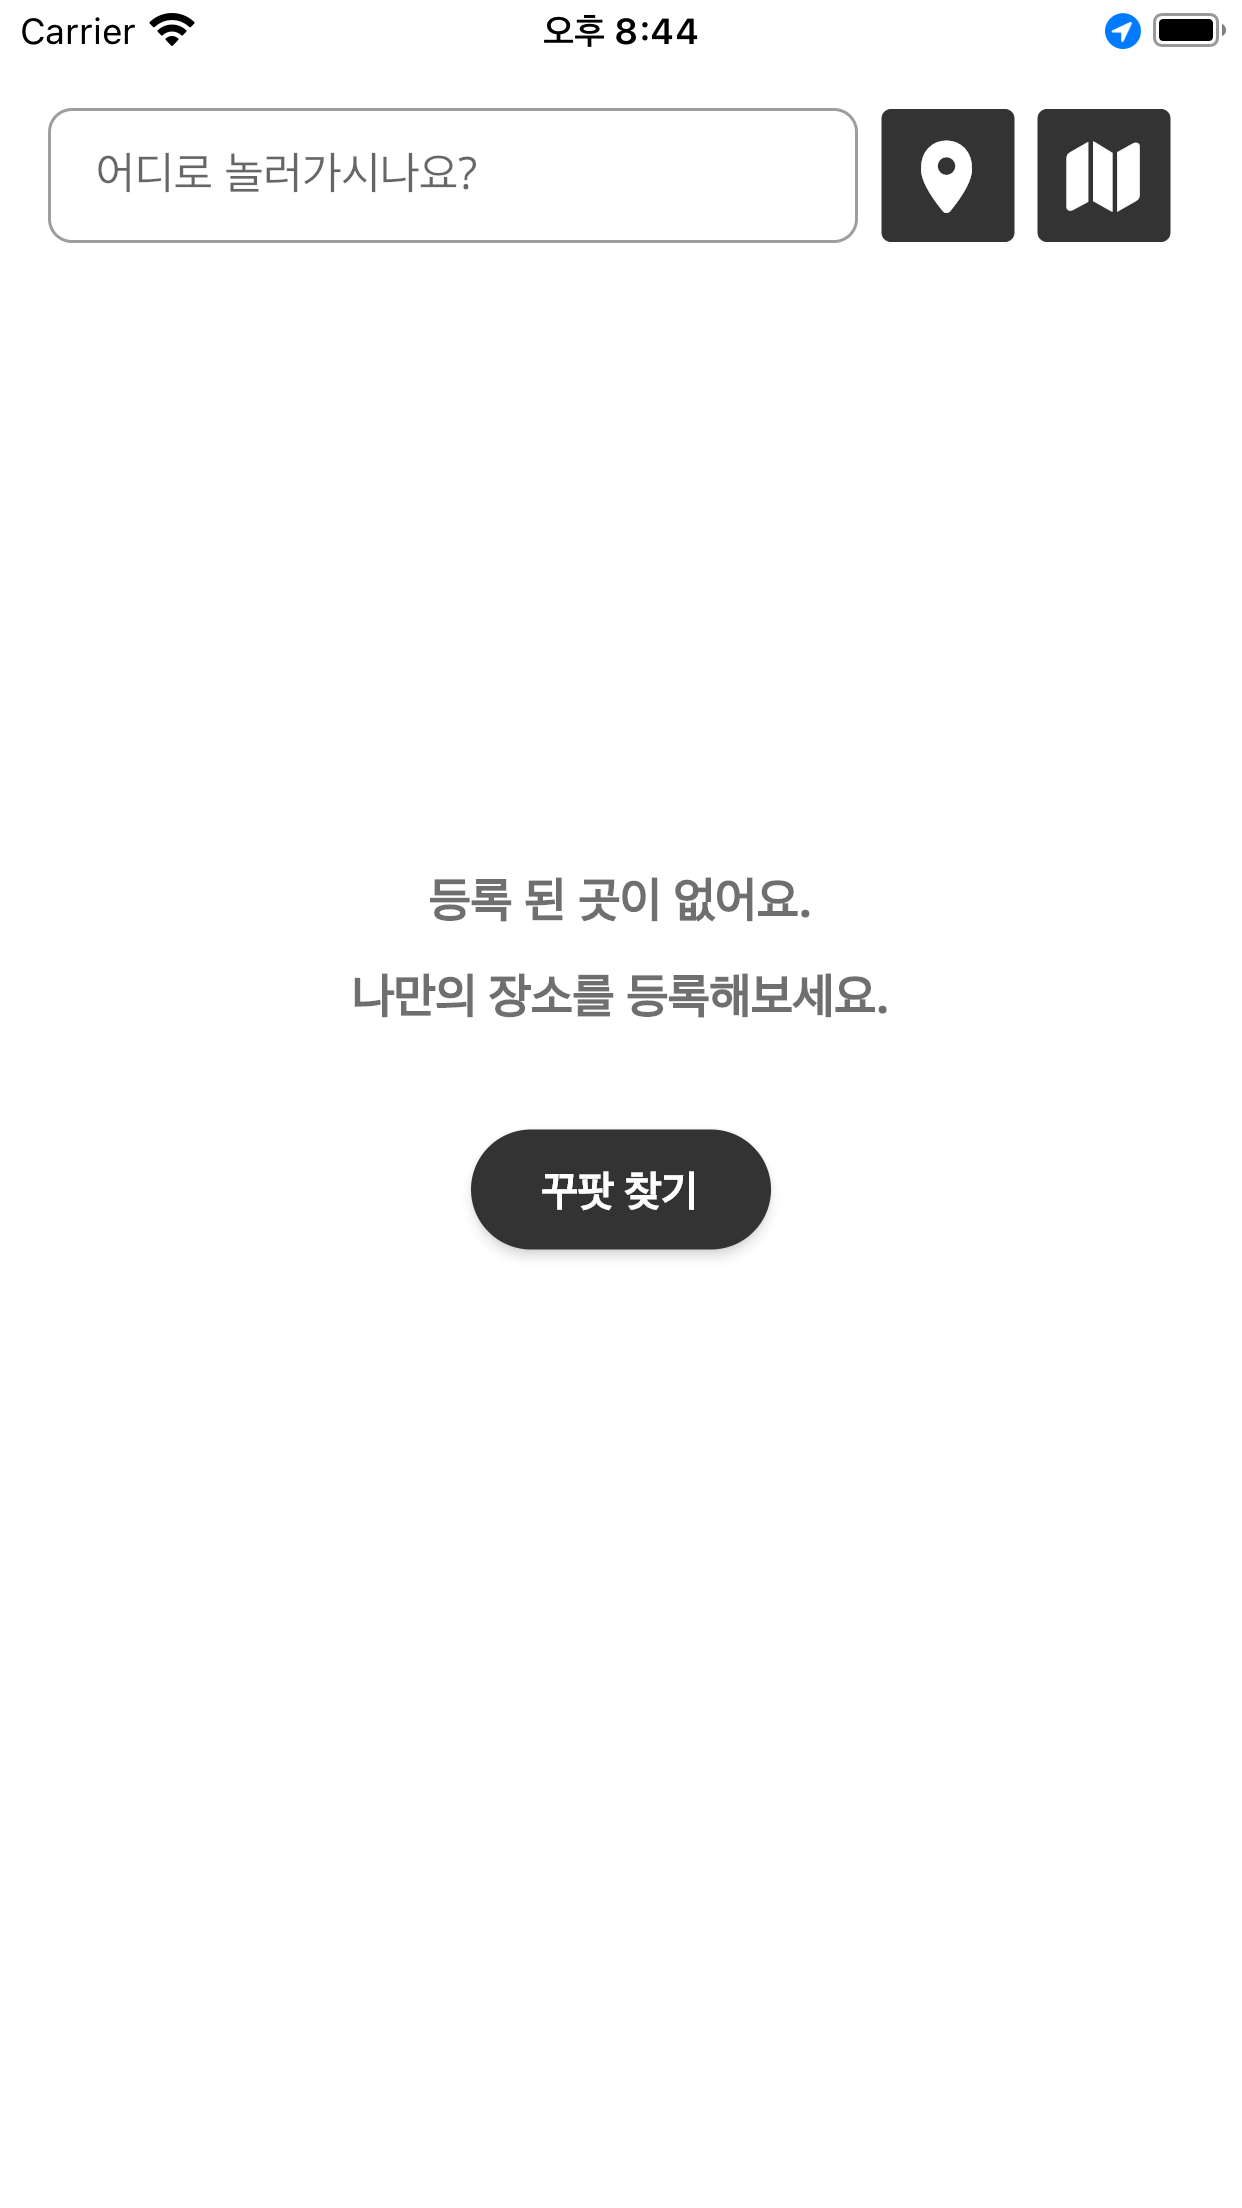 Carrier
오후 8:44
어디로 놀러가시나요?
등록 된 곳이 없어요.
나만의 장소를 등록해보세요.
꾸팟 찾기